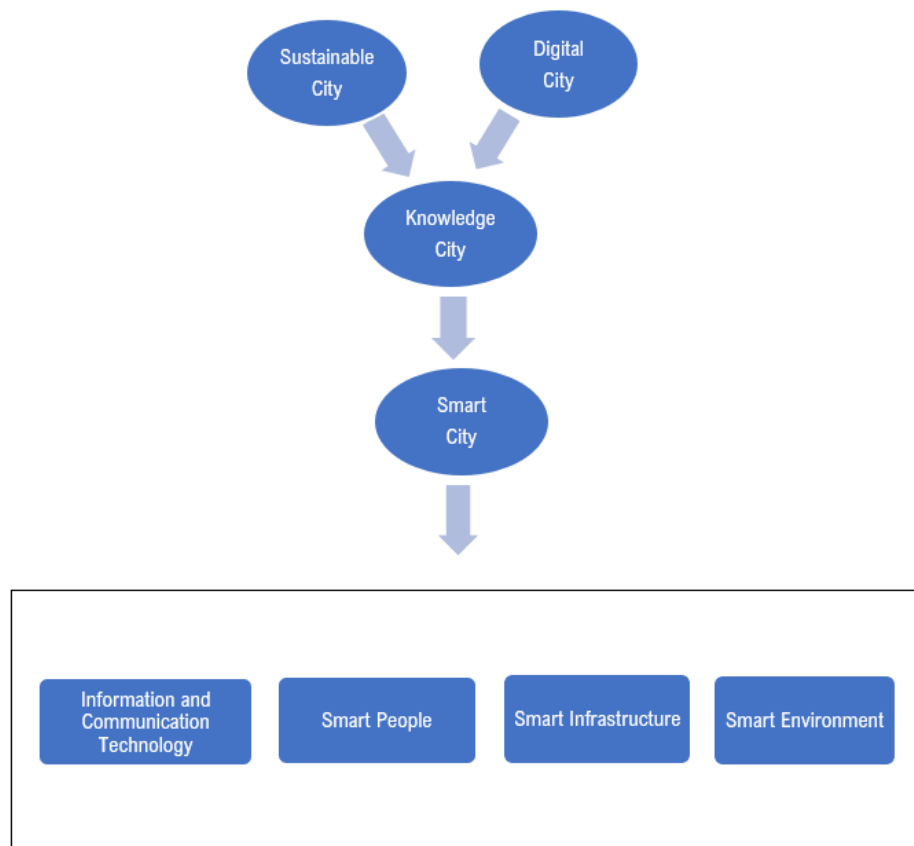 Sustainable
City
Digital
City
Knowledge
City
Smart
City
Information and
Communication
Technology
Smart People
Smart Infrastructure
Smart Environment